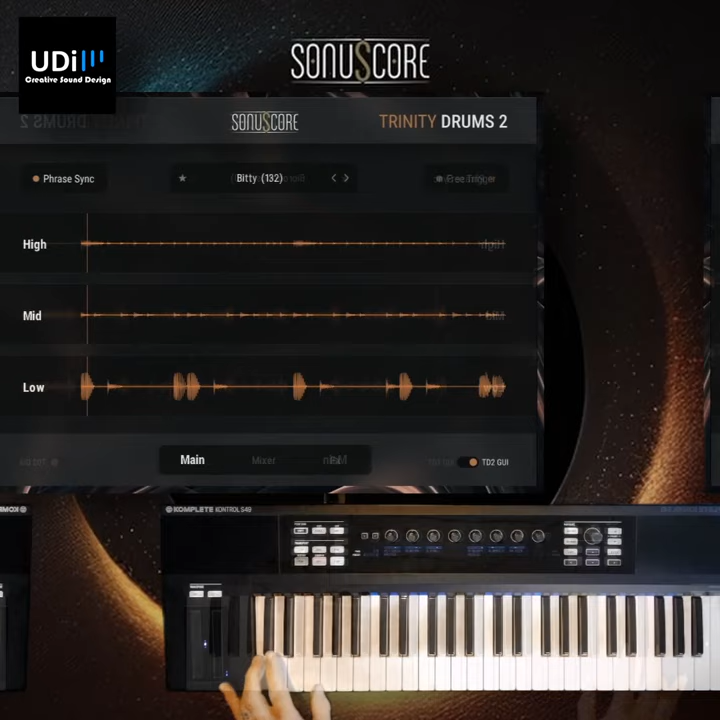 UDi
Creative Sound Design
SONUSCORE
SONUSCORE
TRINITY DRUMS 2
Phrase Sync
Bitty (132)
High
Mid
Low
Main
Mixer
TD2 GUI
KOMPLETE KONTROL S49